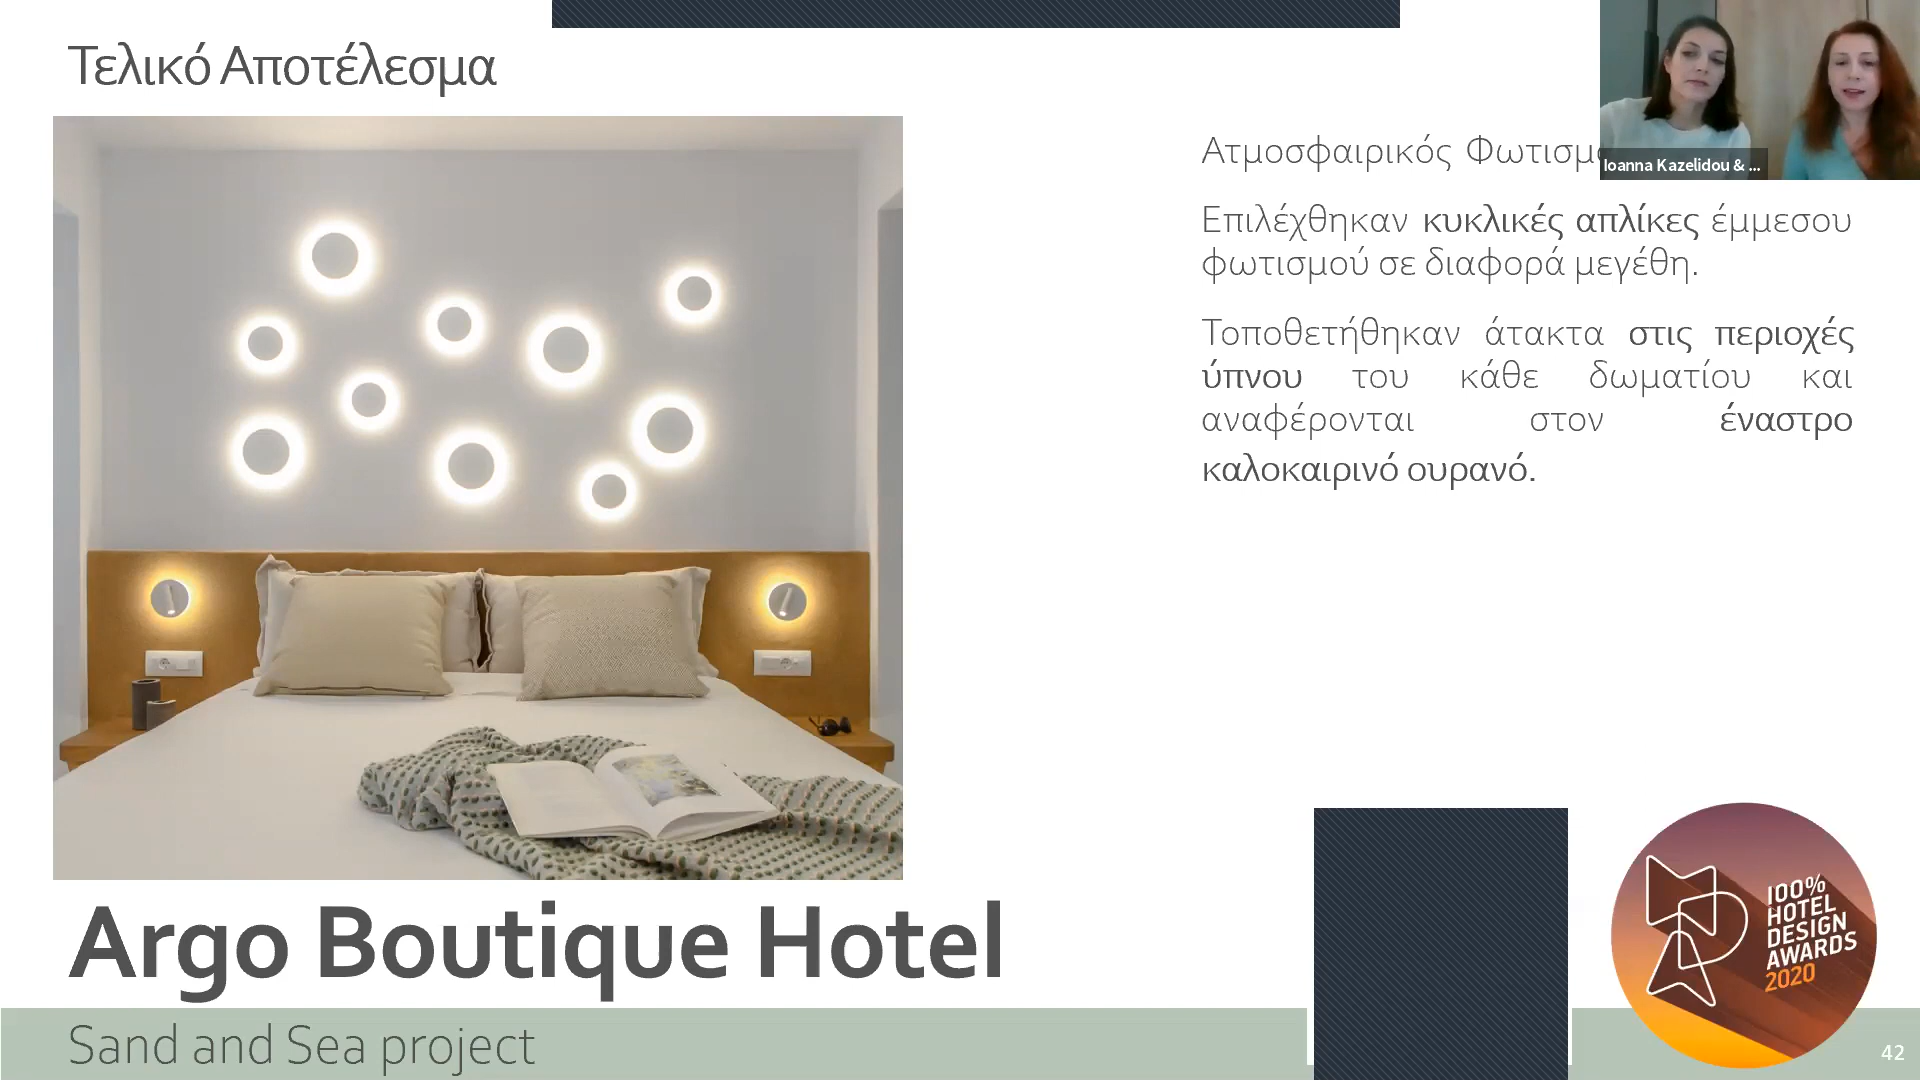 Τελικό Αποτέλεσμα
Ioanna Kazelidou & ...
Ατμοσφαιρικός
Επιλέχθηκαν κυκλικές απλίκες έμμεσου
φωτισμού σε διαφορά μεγέθη.
Τοποθετήθηκαν άτακτα στις περιοχές
ύπνου του κάθε δωματίου και
αναφέρονται στον έναστρο
καλοκαιρινό ουρανό.
Argo Boutique Hotel
Sand and Sea project
100%
HOTEL
DESIGN
AWARDS
2020
42